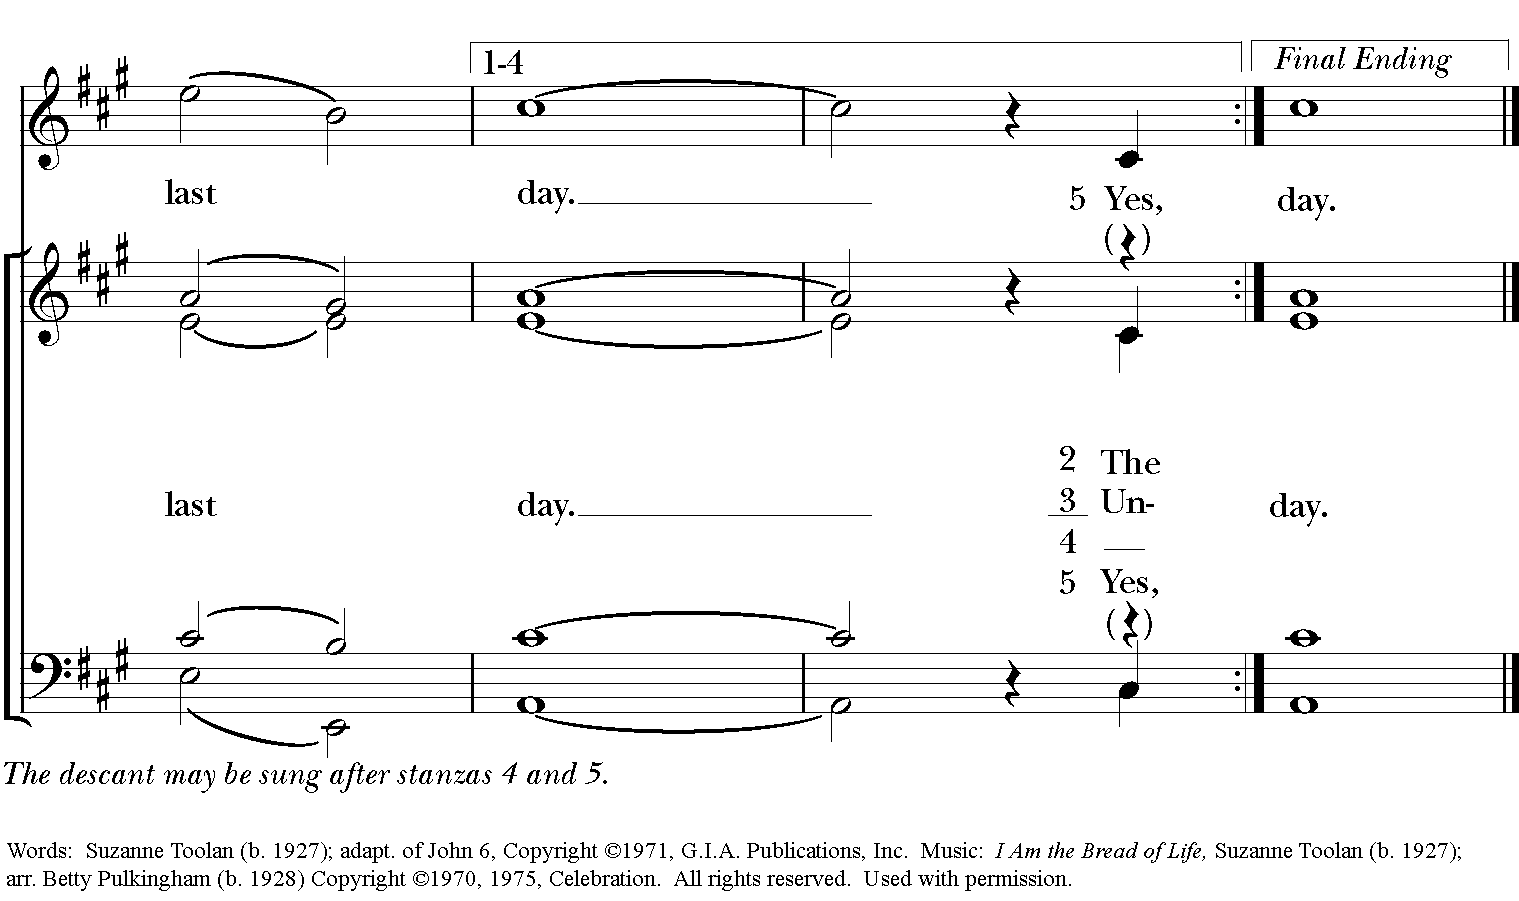 1-4 Final Ending
last day. 5 Yes, day.
( )
2 The
last day. 3 Un- day.
4
5 Yes,
( )
The descant may be sung after stanzas 4 and 5.
Words: Suzanne Toolan (b. 1927); adapt. of John 6, Copyright ©1971, G.I.A. Publications, Inc. Music: I Am the Bread of Life, Suzanne Toolan (b. 1927);
arr. Betty Pulkingham (b. 1928) Copyright ©1970, 1975, Celebration. All rights reserved. Used with permission.